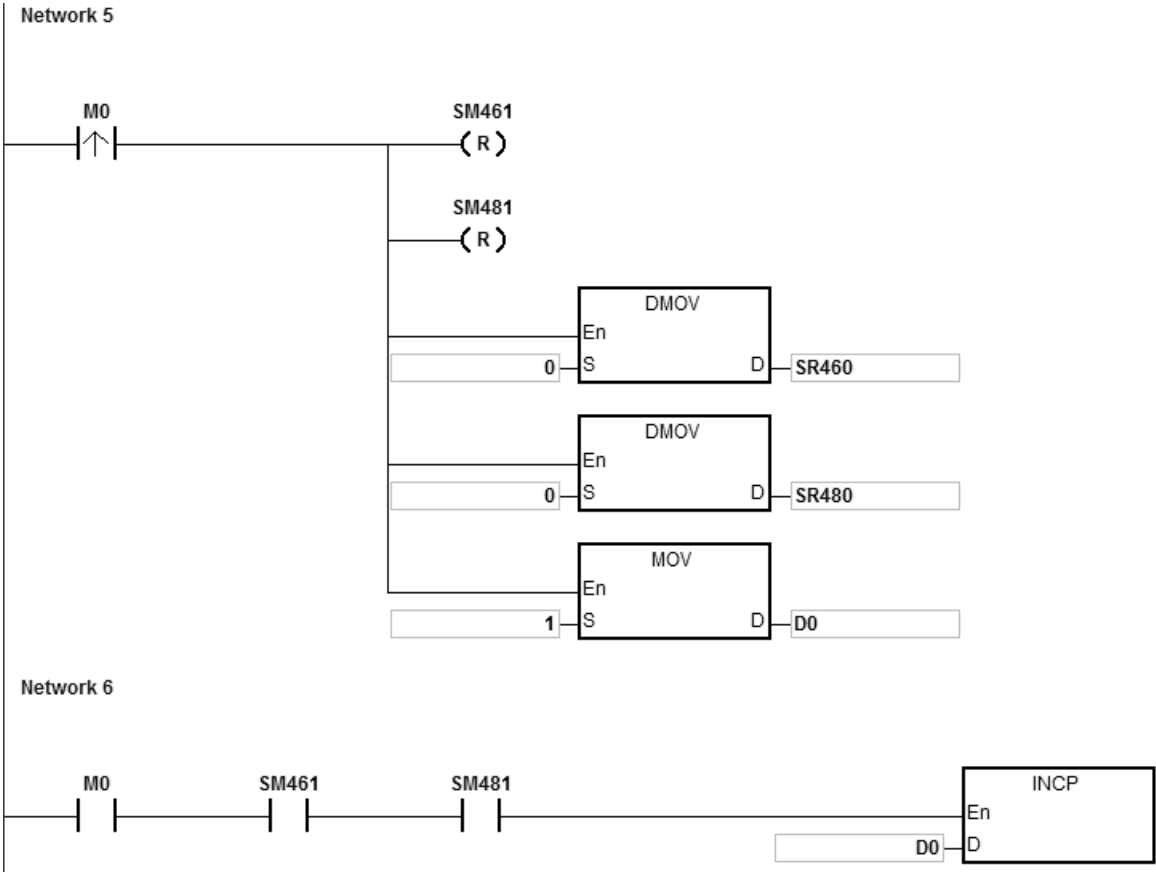 Network 5
M0
SM461
( R )
SM481
( R )
DMOV
En
0 S D SR460
DMOV
En
0 S D SR480
MOV
En
1 S D D0
Network 6
M0 SM461 SM481 INCP
En
D0 D